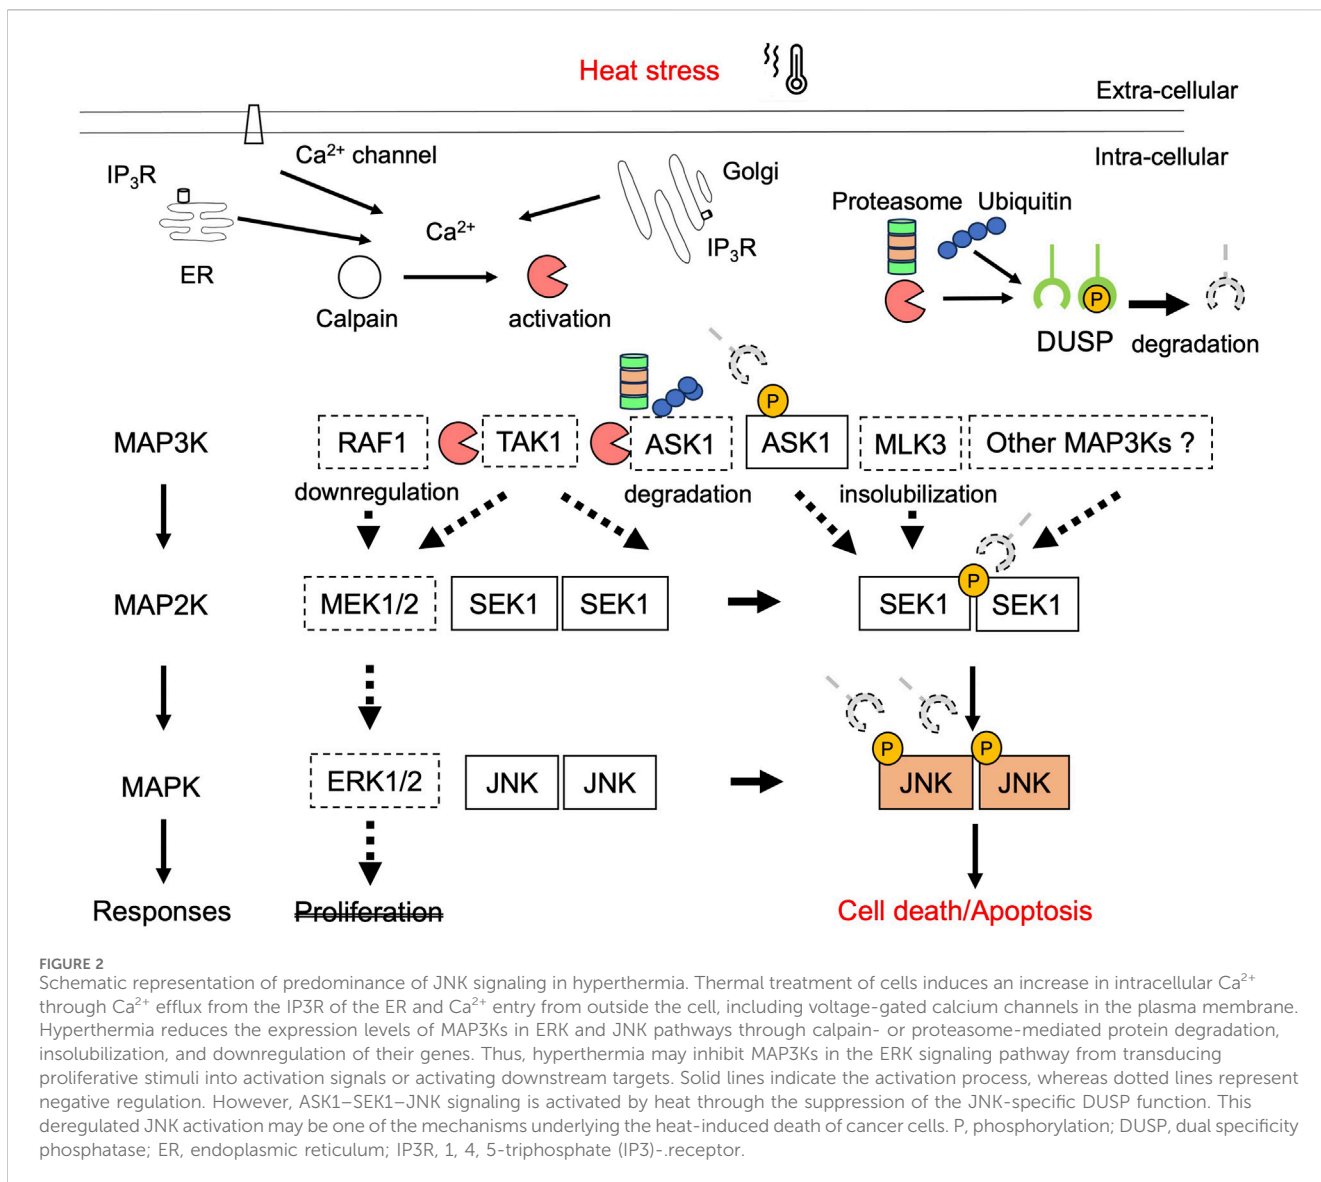 Heat stress
Extra-cellular
Ca²⁺ channel
Intra-cellular
IP₃R
Golgi
Proteasome Ubiquitin
Ca²⁺
IP₃R
ER
P
Calpain
activation
DUSP
degradation
P
MAP3K
RAF1
TAK1
ASK1
ASK1
MLK3
Other MAP3Ks ?
downregulation
degradation
insolubilization
P
MAP2K
MEK1/2
SEK1
SEK1
SEK1
SEK1
P
P
MAPK
ERK1/2
JNK
JNK
JNK
JNK
Responses
Proliferation
Cell death/Apoptosis
FIGURE 2
Schematic representation of predominance of JNK signaling in hyperthermia. Thermal treatment of cells induces an increase in intracellular Ca²⁺
through Ca²⁺ efflux from the IP3R of the ER and Ca²⁺ entry from outside the cell, including voltage-gated calcium channels in the plasma membrane.
Hyperthermia reduces the expression levels of MAP3Ks in ERK and JNK pathways through calpain- or proteasome-mediated protein degradation,
insolubilization, and downregulation of their genes. Thus, hyperthermia may inhibit MAP3Ks in the ERK signaling pathway from transducing
proliferative stimuli into activation signals or activating downstream targets. Solid lines indicate the activation process, whereas dotted lines represent
negative regulation. However, ASK1–SEK1–JNK signaling is activated by heat through the suppression of the JNK-specific DUSP function. This
deregulated JNK activation may be one of the mechanisms underlying the heat-induced death of cancer cells. P, phosphorylation; DUSP, dual specificity
phosphatase; ER, endoplasmic reticulum; IP3R, 1, 4, 5-triphosphate (IP3)-.receptor.